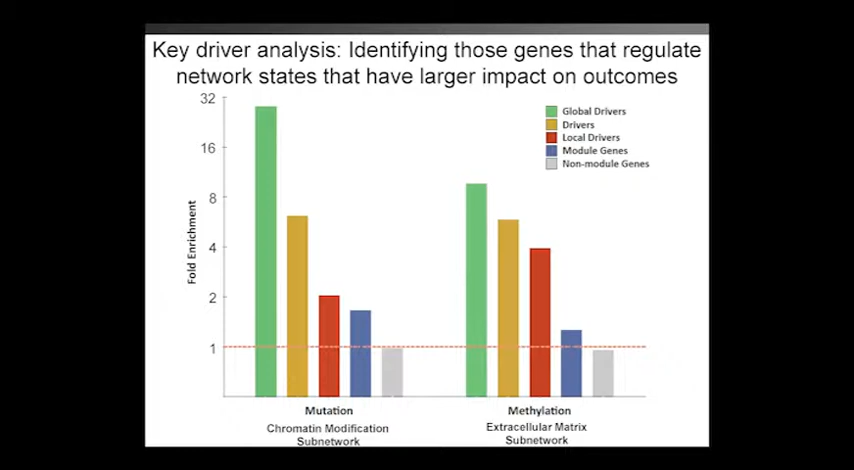 Key driver analysis: Identifying those genes that regulate
network states that have larger impact on outcomes
32
16
8
4
2
1
Fold Enrichment
Global Drivers
Drivers
Local Drivers
Module Genes
Non-module Genes
Mutation
Chromatin Modification
Subnetwork
Methylation
Extracellular Matrix
Subnetwork